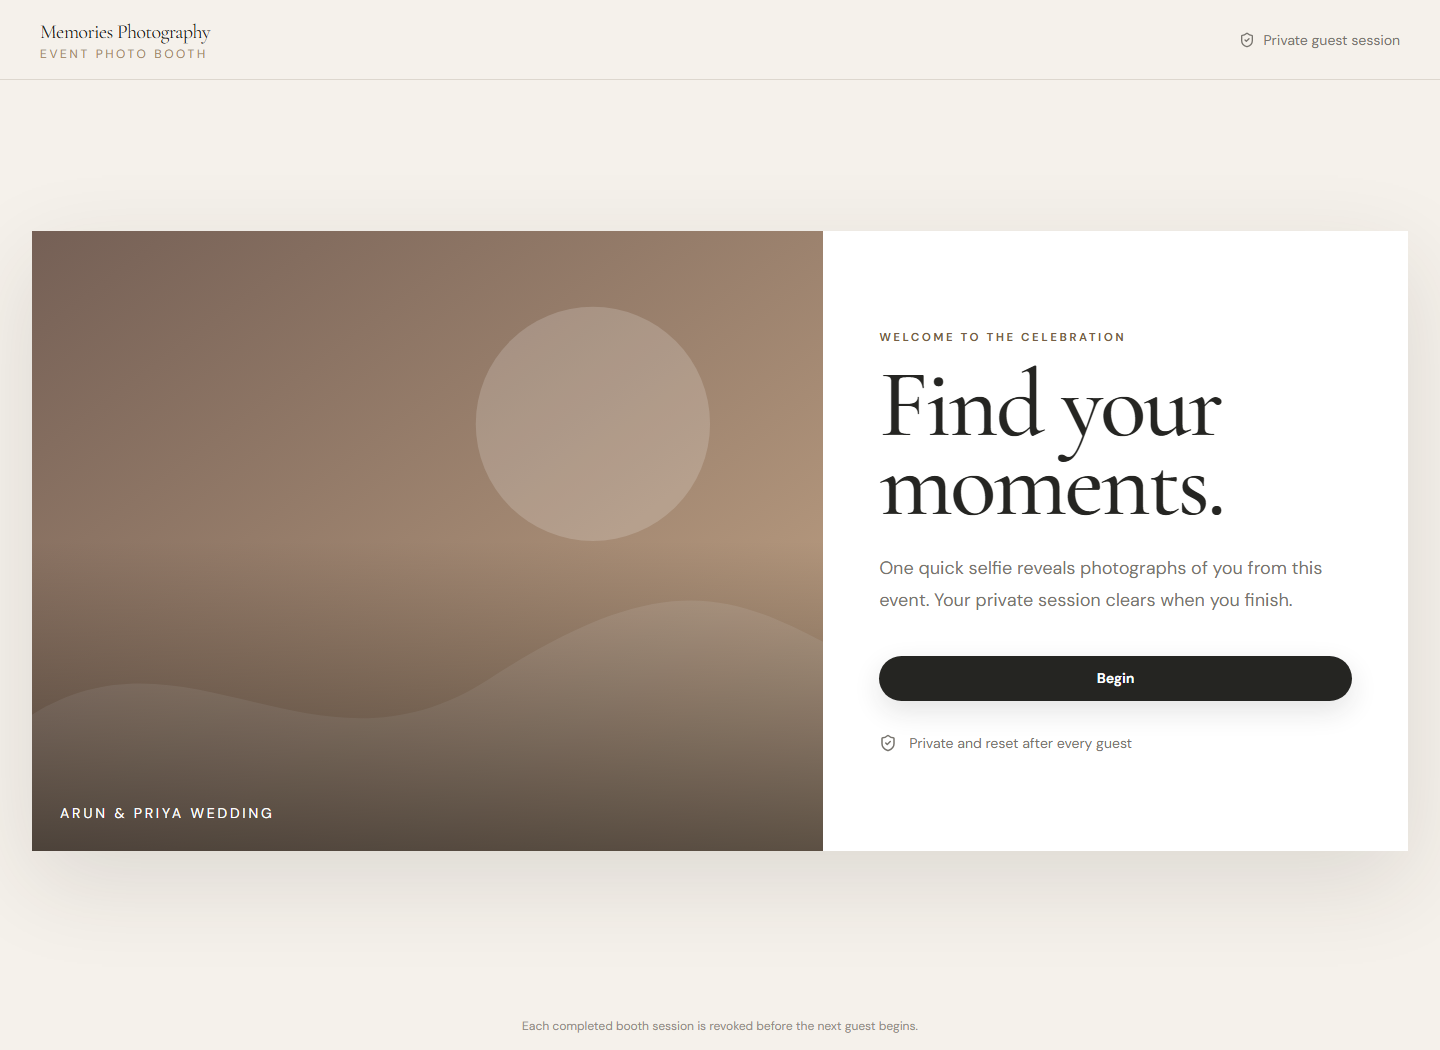 Memories Photography
EVENT PHOTO BOOTH
Private guest session
WELCOME TO THE CELEBRATION
Find your
moments.
One quick selfie reveals photographs of you from this
event. Your private session clears when you finish.
Begin
Private and reset after every guest
ARUN & PRIYA WEDDING
Each completed booth session is revoked before the next guest begins.